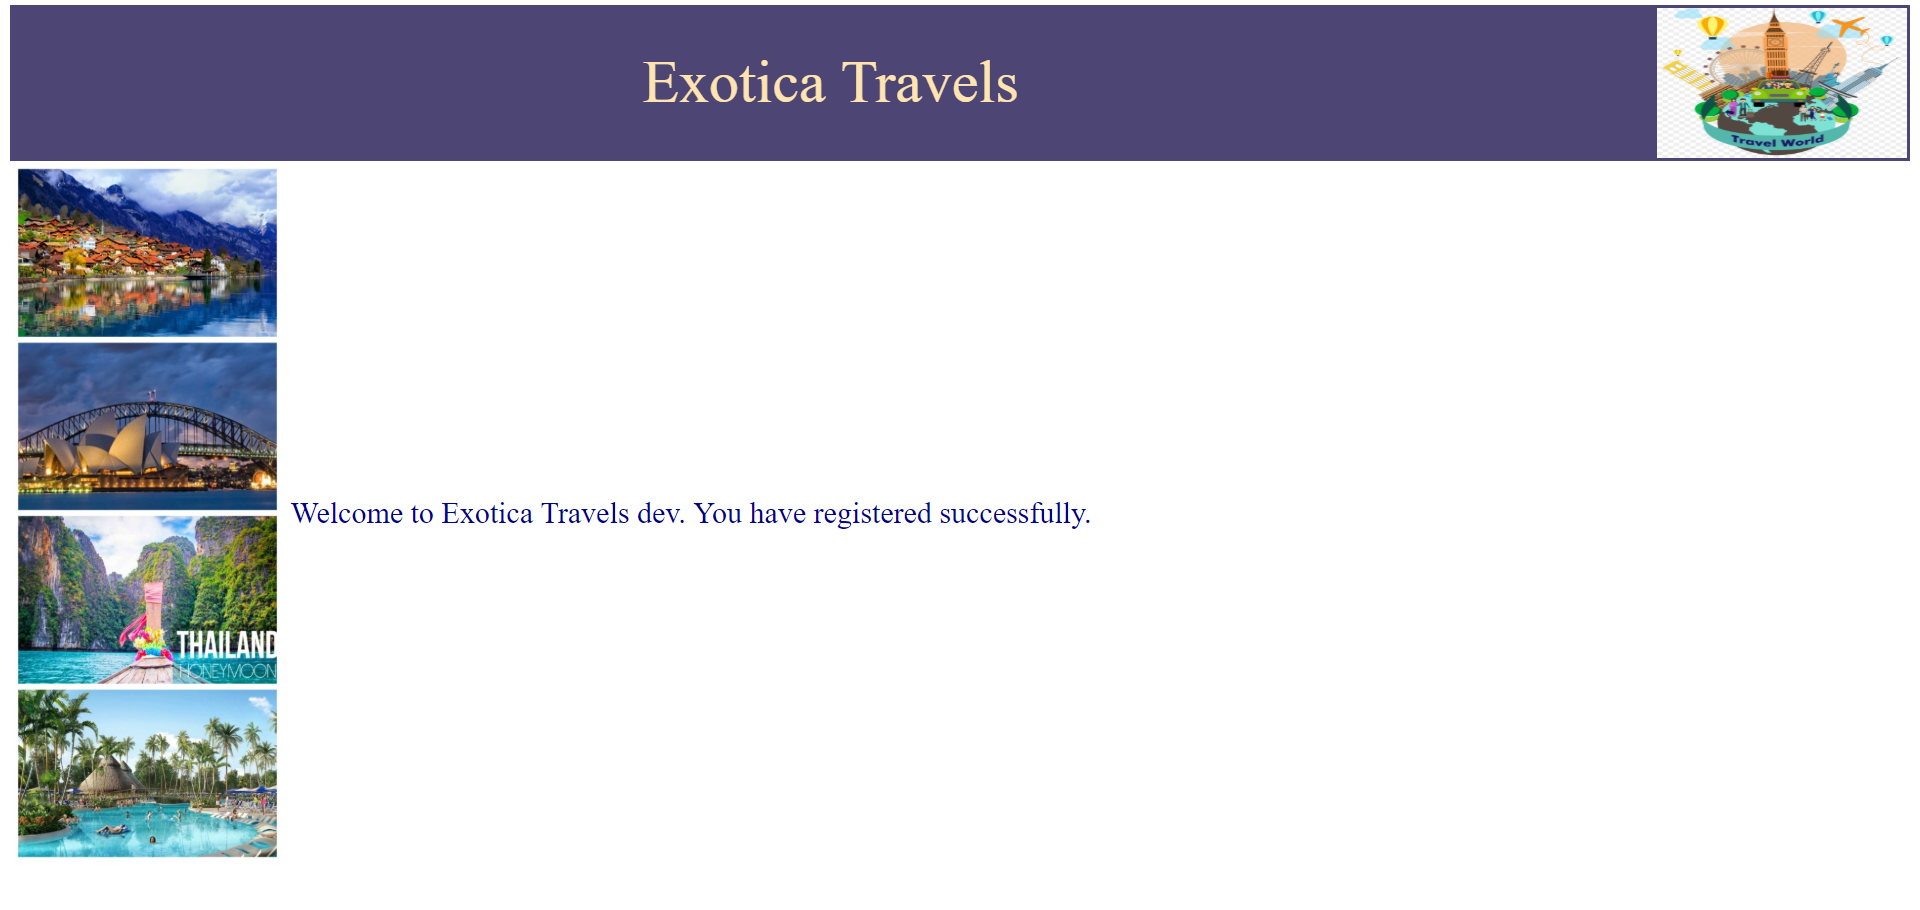 Exotica Travels
Travel World
Welcome to Exotica Travels dev. You have registered successfully.
THAILAND
HONEYMOON